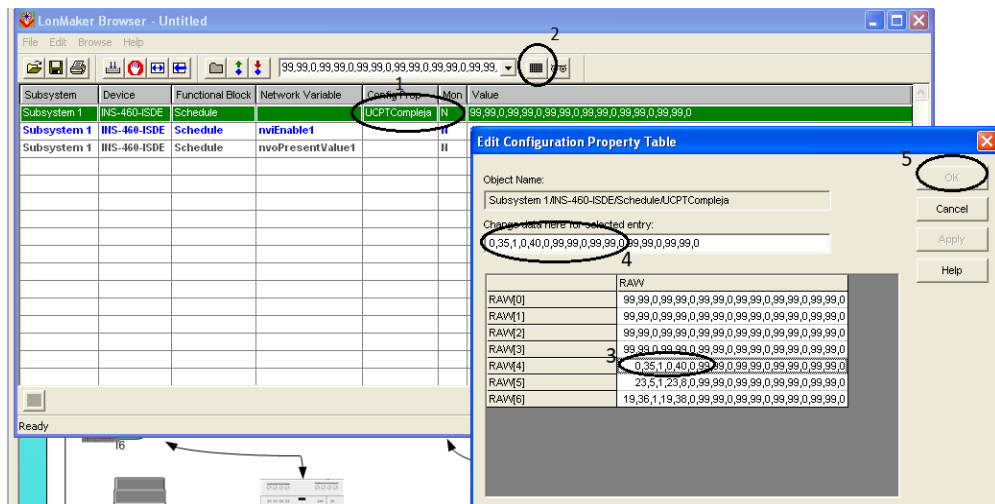 LonMaker Browser - Untitled
File Edit Browse Help
2
99,99,0,99,99,0,99,99,0,99,99,0,99,99,0,99,99,
1
Subsystem Device Functional Block Network Variable Config Prop Mon Value
Subsystem 1 INS-460-ISDE Schedule UCPTCompleja N 99,99,0,99,99,0,99,99,0,99,99,0,99,99,0,99,99,0
Subsystem 1 INS-460-ISDE Schedule nviEnable1 N
Subsystem 1 INS-460-ISDE Schedule nvoPresentValue1 N
Edit Configuration Property Table
5
Object Name:
OK
Subsystem 1/INS-460-ISDE/Schedule/UCPTCompleja
Cancel
Change data here for selected entry:
0,35,1,0,40,0,99,99,0,99,99,0,99,99,0,99,99,0
Apply
4
Help
RAW
RAW[0] 99,99,0,99,99,0,99,99,0,99,99,0,99,99,0,99,99,0
RAW[1] 99,99,0,99,99,0,99,99,0,99,99,0,99,99,0,99,99,0
RAW[2] 99,99,0,99,99,0,99,99,0,99,99,0,99,99,0,99,99,0
RAW[3] 99,99,0,99,99,0,99,99,0,99,99,0,99,99,0,99,99,0
3
RAW[4] 0,35,1,0,40,0,99,99,0,99,99,0,99,99,0,99,99,0
RAW[5] 23,5,1,23,8,0,99,99,0,99,99,0,99,99,0,99,99,0
RAW[6] 19,36,1,19,38,0,99,99,0,99,99,0,99,99,0,99,99,0
Ready